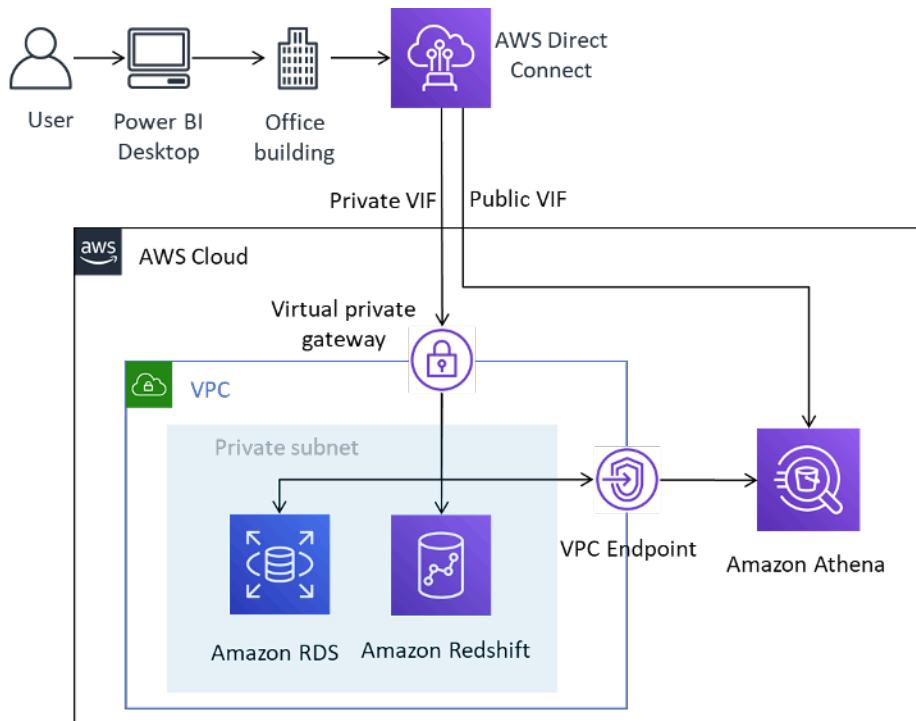 AWS Direct
Connect
User
Power BI
Desktop
Office
building
Private VIF
Public VIF
aws
AWS Cloud
Virtual private
gateway
VPC
Private subnet
VPC Endpoint
Amazon Athena
Amazon RDS
Amazon Redshift